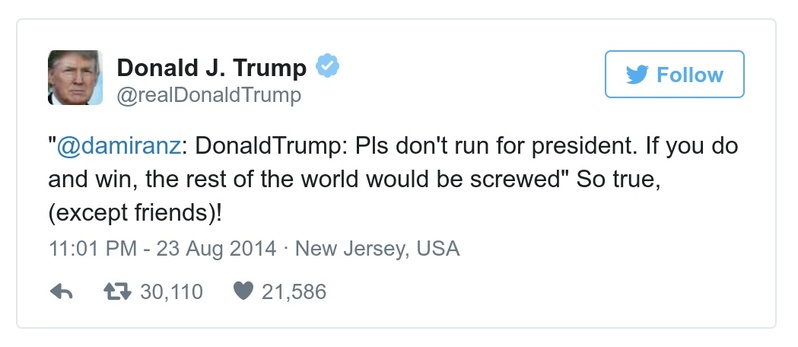 Donald J. Trump
Follow
@realDonaldTrump
"@damiranz: DonaldTrump: Pls don't run for president. If you do
and win, the rest of the world would be screwed" So true,
(except friends)!
11:01 PM - 23 Aug 2014 · New Jersey, USA
30,110 21,586